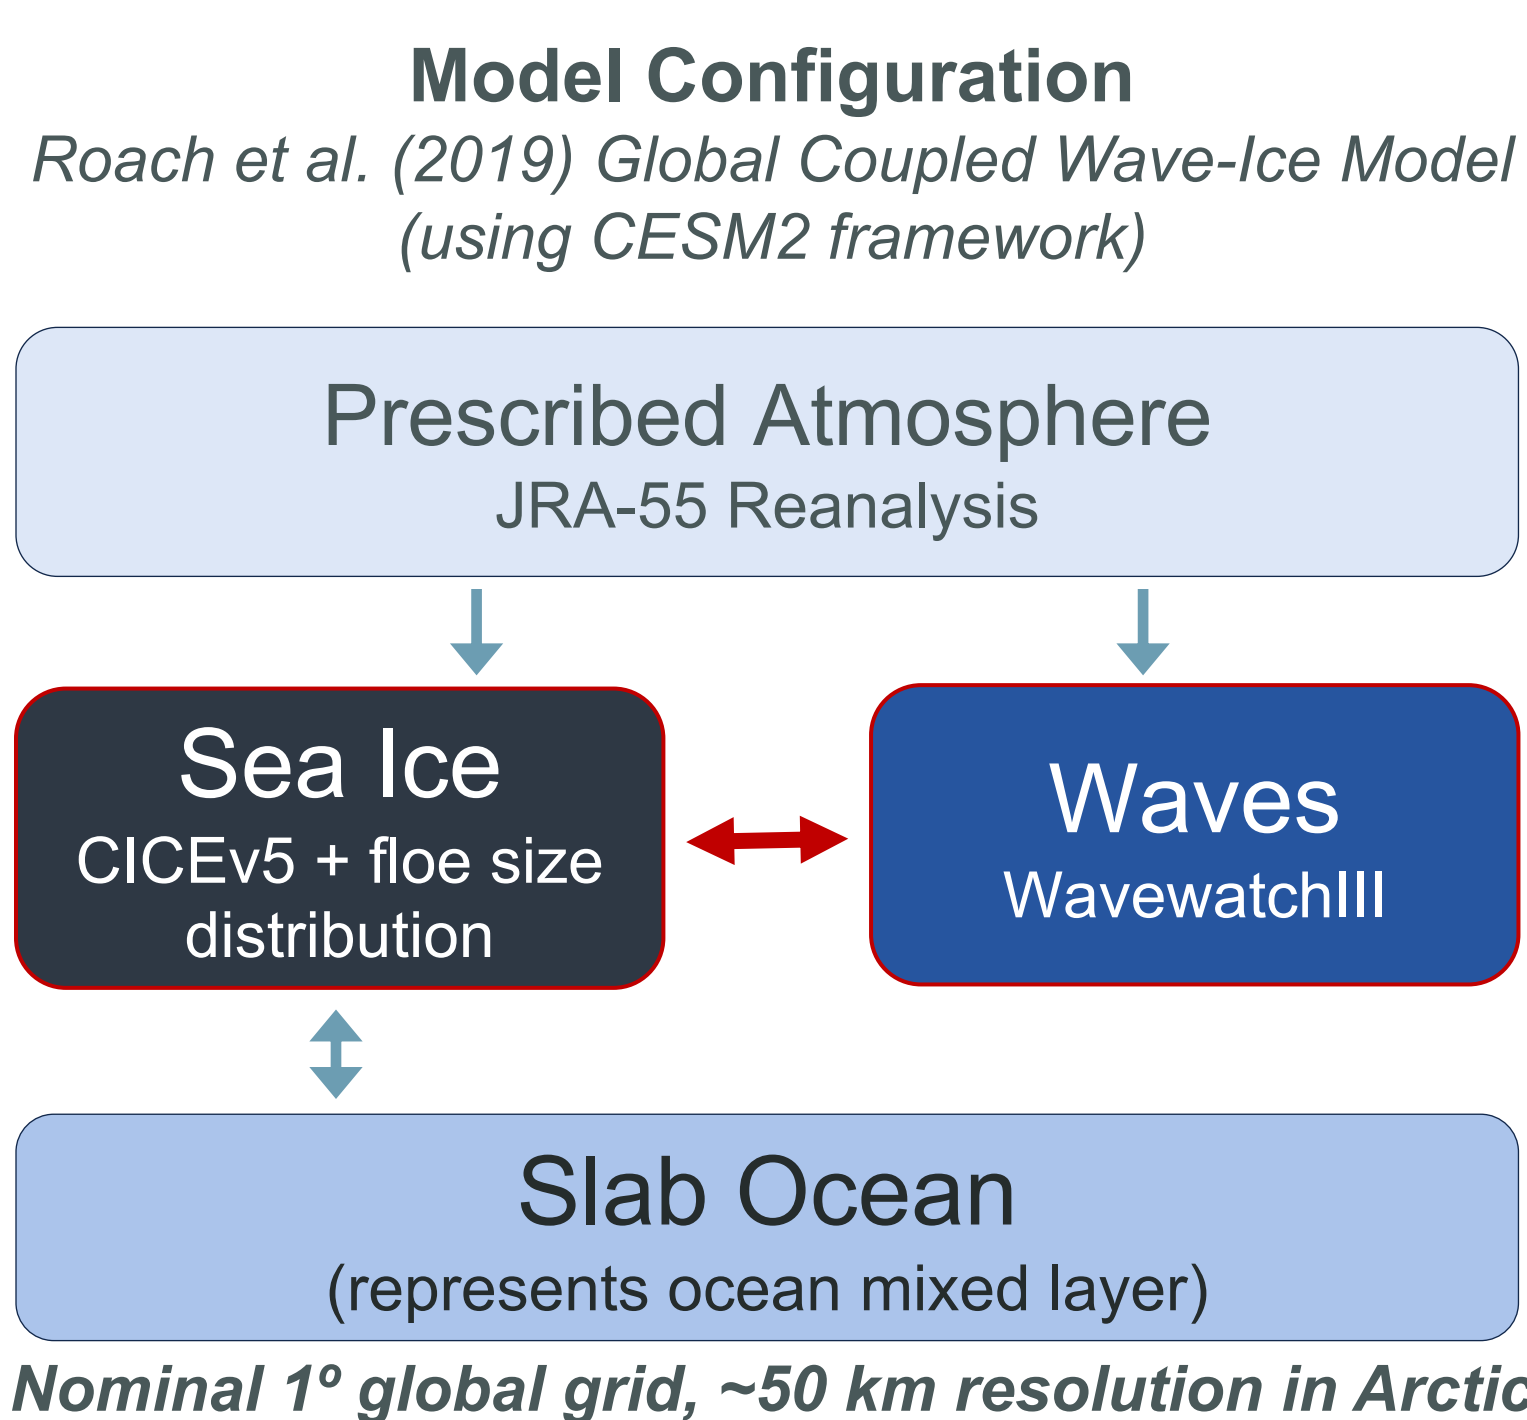 Model Configuration
Roach et al. (2019) Global Coupled Wave-Ice Model
(using CESM2 framework)
Prescribed Atmosphere
JRA-55 Reanalysis
Sea Ice
CICEv5 + floe size
distribution
Waves
WavewatchIII
Slab Ocean
(represents ocean mixed layer)
Nominal 1º global grid, ~50 km resolution in Arctic